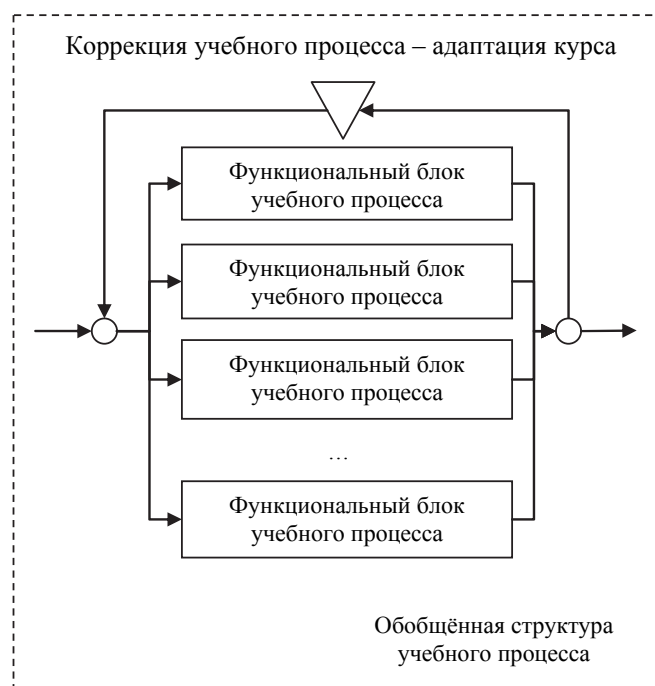 Коррекция учебного процесса – адаптация курса
Функциональный блок
учебного процесса
Функциональный блок
учебного процесса
Функциональный блок
учебного процесса
...
Функциональный блок
учебного процесса
Обобщённая структура
учебного процесса